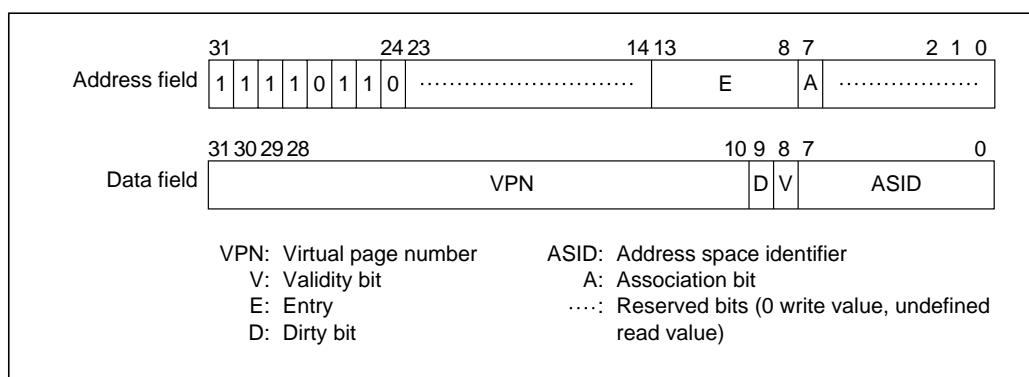 31 24 23 14 13 8 7 2 1 0
Address field 1 1 1 1 0 1 1 0 ···························· E A ···················
31 30 29 28 10 9 8 7 0
Data field VPN D V ASID
VPN: Virtual page number ASID: Address space identifier
V: Validity bit A: Association bit
E: Entry ····: Reserved bits (0 write value, undefined
D: Dirty bit read value)